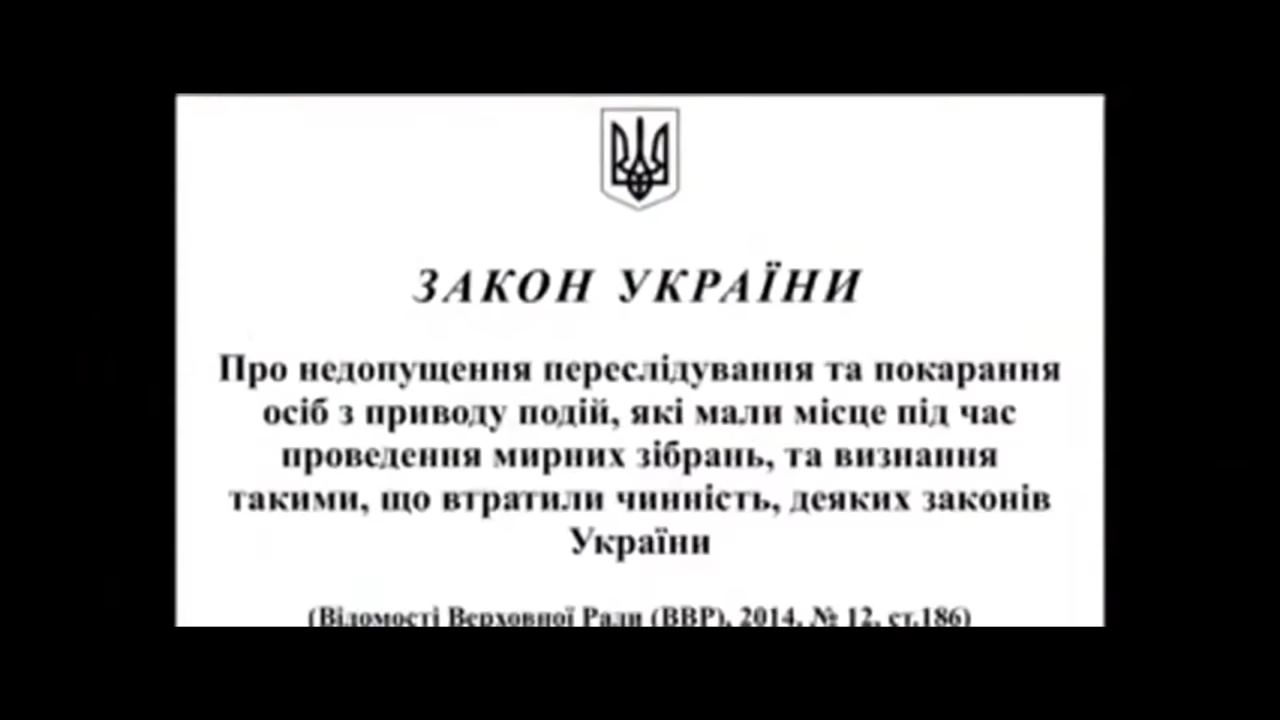 ЗАКОН УКРАЇНИ
Про недопущення переслідування та покарання
осіб з приводу подій, які мали місце під час
проведення мирних зібрань, та визнання
такими, що втратили чинність, деяких законів
України
(Відомості Верховної Ради (ВВР), 2014, № 12, ст.186)